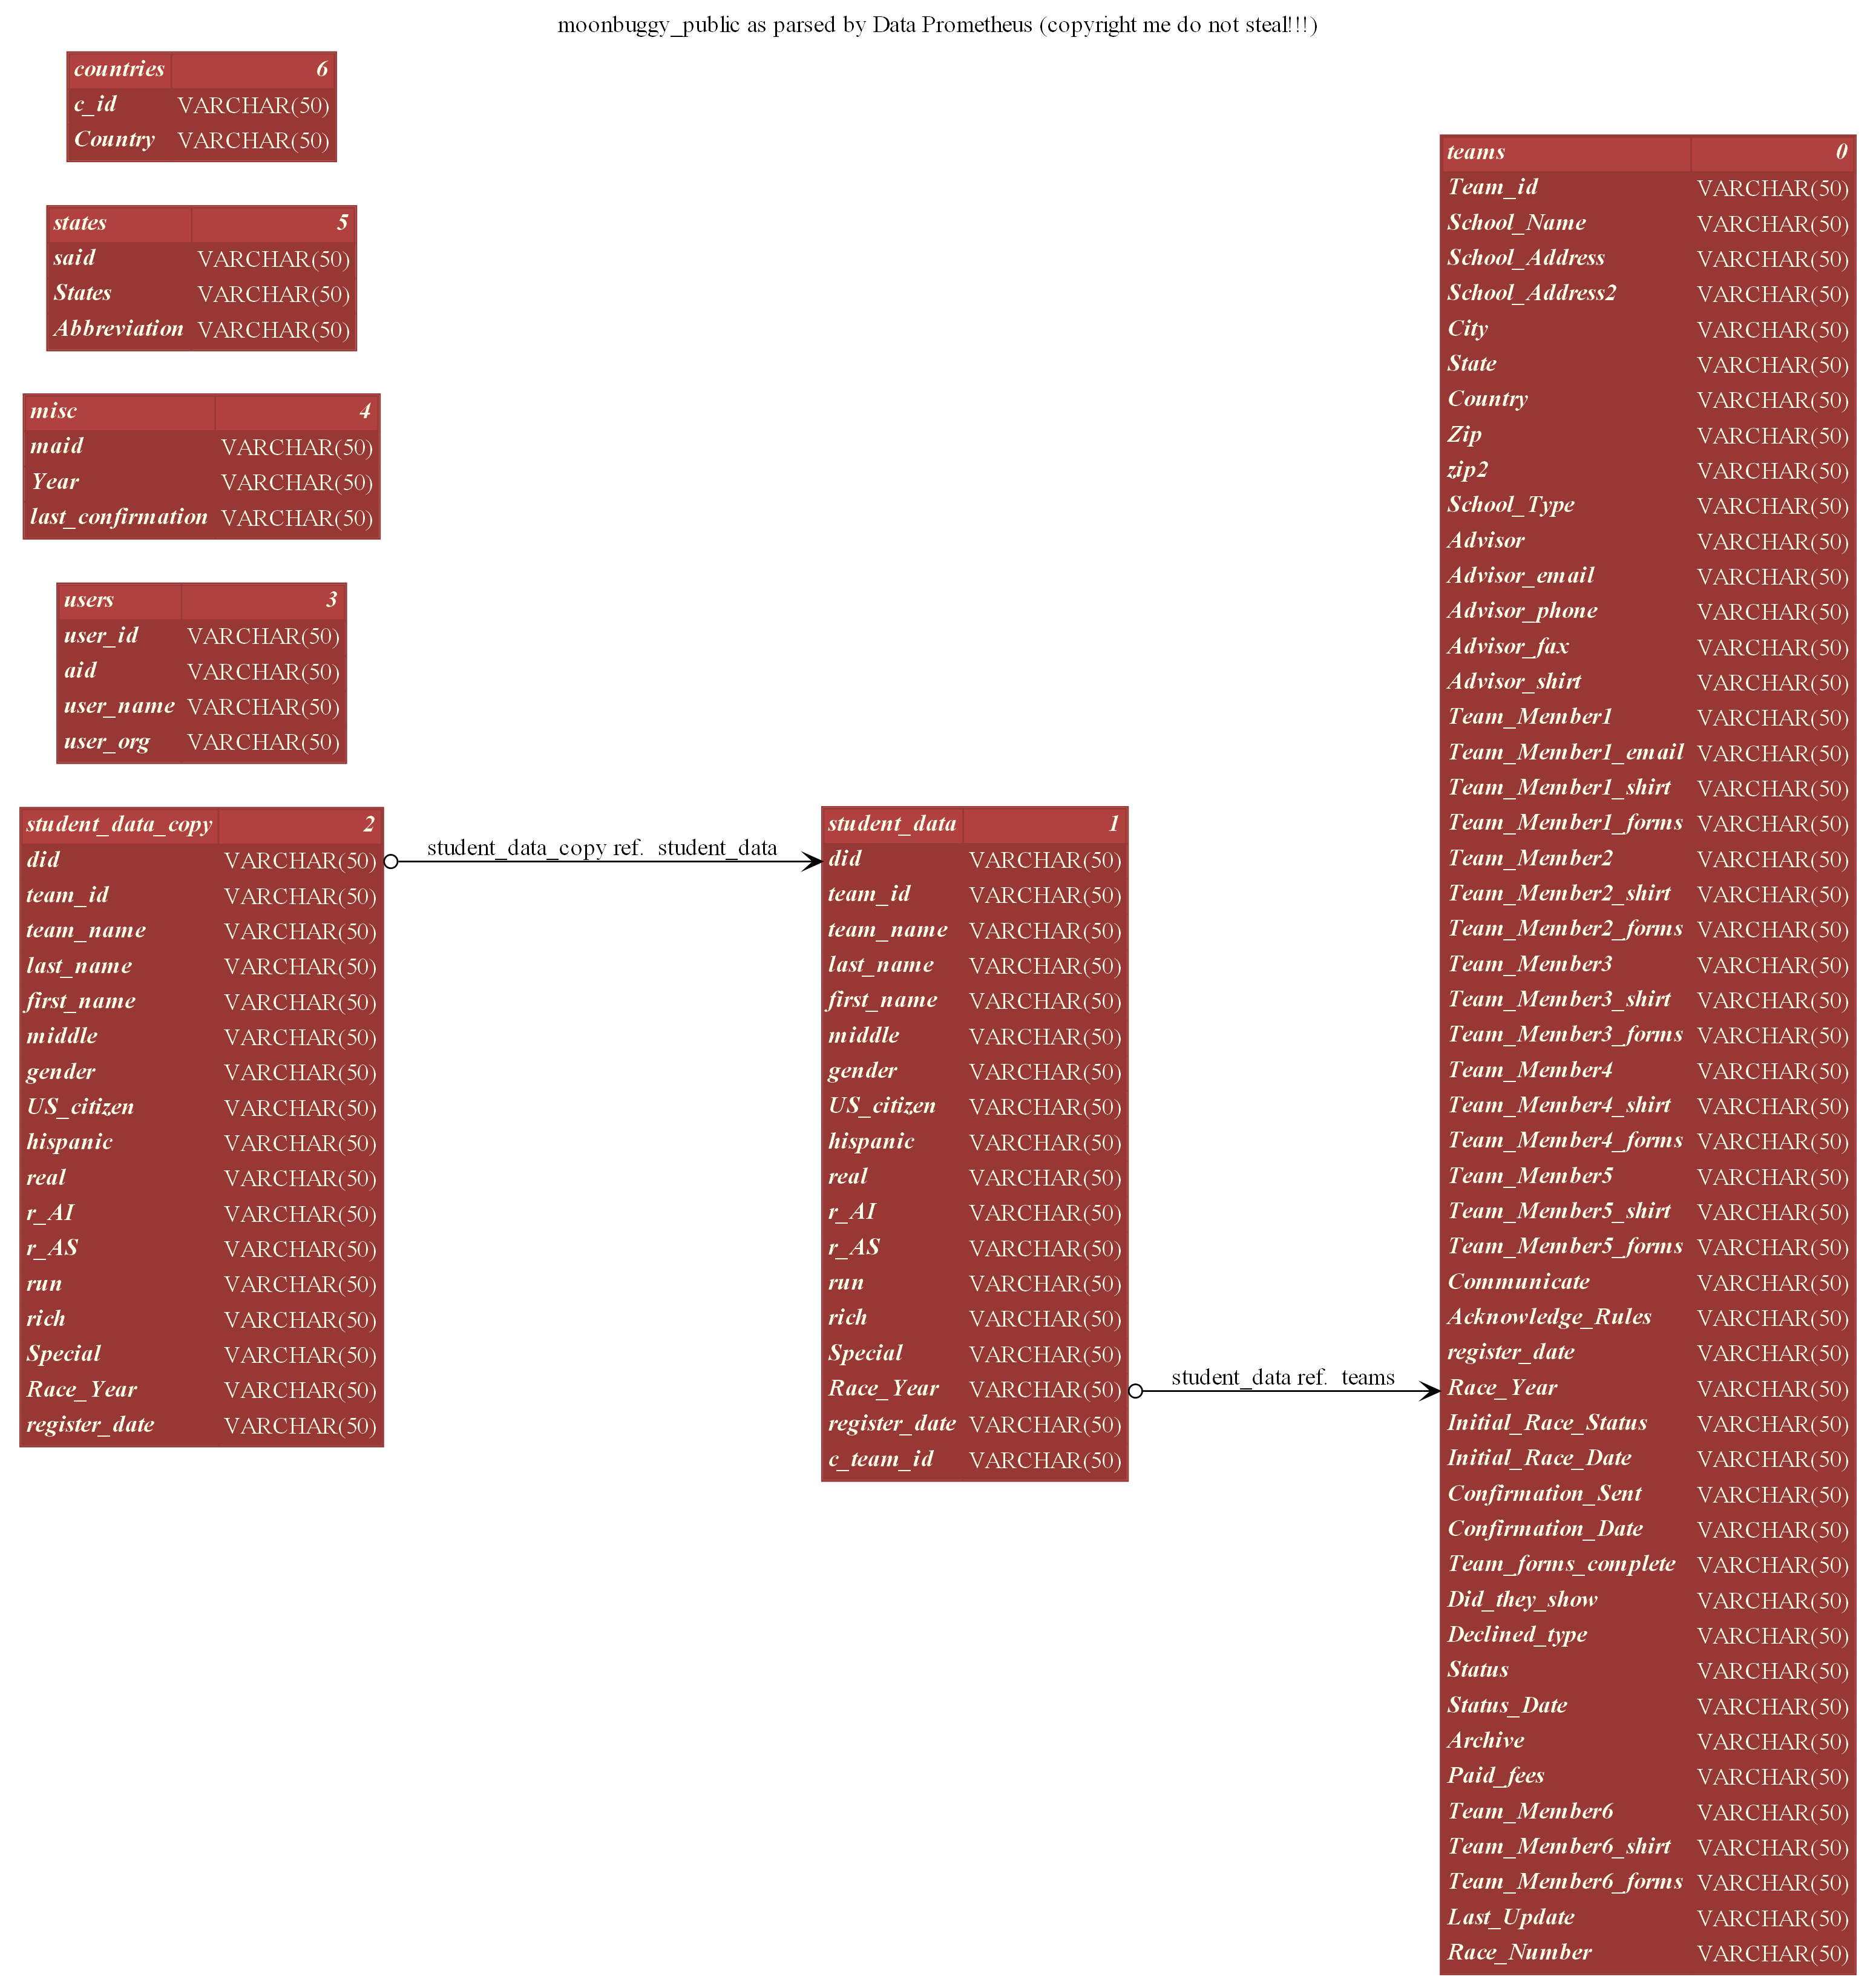 moonbuggy_public as parsed by Data Prometheus (copyright me do not steal!!!)
countries 6
c_id VARCHAR(50)
Country VARCHAR(50)
states 5
said VARCHAR(50)
States VARCHAR(50)
Abbreviation VARCHAR(50)
misc 4
maid VARCHAR(50)
Year VARCHAR(50)
last_confirmation VARCHAR(50)
users 3
user_id VARCHAR(50)
aid VARCHAR(50)
user_name VARCHAR(50)
user_org VARCHAR(50)
student_data_copy 2
did VARCHAR(50)
team_id VARCHAR(50)
team_name VARCHAR(50)
last_name VARCHAR(50)
first_name VARCHAR(50)
middle VARCHAR(50)
gender VARCHAR(50)
US_citizen VARCHAR(50)
hispanic VARCHAR(50)
real VARCHAR(50)
r_AI VARCHAR(50)
r_AS VARCHAR(50)
run VARCHAR(50)
rich VARCHAR(50)
Special VARCHAR(50)
Race_Year VARCHAR(50)
register_date VARCHAR(50)
student_data_copy ref. student_data
student_data 1
did VARCHAR(50)
team_id VARCHAR(50)
team_name VARCHAR(50)
last_name VARCHAR(50)
first_name VARCHAR(50)
middle VARCHAR(50)
gender VARCHAR(50)
US_citizen VARCHAR(50)
hispanic VARCHAR(50)
real VARCHAR(50)
r_AI VARCHAR(50)
r_AS VARCHAR(50)
run VARCHAR(50)
rich VARCHAR(50)
Special VARCHAR(50)
Race_Year VARCHAR(50)
register_date VARCHAR(50)
c_team_id VARCHAR(50)
student_data ref. teams
teams 0
Team_id VARCHAR(50)
School_Name VARCHAR(50)
School_Address VARCHAR(50)
School_Address2 VARCHAR(50)
City VARCHAR(50)
State VARCHAR(50)
Country VARCHAR(50)
Zip VARCHAR(50)
zip2 VARCHAR(50)
School_Type VARCHAR(50)
Advisor VARCHAR(50)
Advisor_email VARCHAR(50)
Advisor_phone VARCHAR(50)
Advisor_fax VARCHAR(50)
Advisor_shirt VARCHAR(50)
Team_Member1 VARCHAR(50)
Team_Member1_email VARCHAR(50)
Team_Member1_shirt VARCHAR(50)
Team_Member1_forms VARCHAR(50)
Team_Member2 VARCHAR(50)
Team_Member2_shirt VARCHAR(50)
Team_Member2_forms VARCHAR(50)
Team_Member3 VARCHAR(50)
Team_Member3_shirt VARCHAR(50)
Team_Member3_forms VARCHAR(50)
Team_Member4 VARCHAR(50)
Team_Member4_shirt VARCHAR(50)
Team_Member4_forms VARCHAR(50)
Team_Member5 VARCHAR(50)
Team_Member5_shirt VARCHAR(50)
Team_Member5_forms VARCHAR(50)
Communicate VARCHAR(50)
Acknowledge_Rules VARCHAR(50)
register_date VARCHAR(50)
Race_Year VARCHAR(50)
Initial_Race_Status VARCHAR(50)
Initial_Race_Date VARCHAR(50)
Confirmation_Sent VARCHAR(50)
Confirmation_Date VARCHAR(50)
Team_forms_complete VARCHAR(50)
Did_they_show VARCHAR(50)
Declined_type VARCHAR(50)
Status VARCHAR(50)
Status_Date VARCHAR(50)
Archive VARCHAR(50)
Paid_fees VARCHAR(50)
Team_Member6 VARCHAR(50)
Team_Member6_shirt VARCHAR(50)
Team_Member6_forms VARCHAR(50)
Last_Update VARCHAR(50)
Race_Number VARCHAR(50)